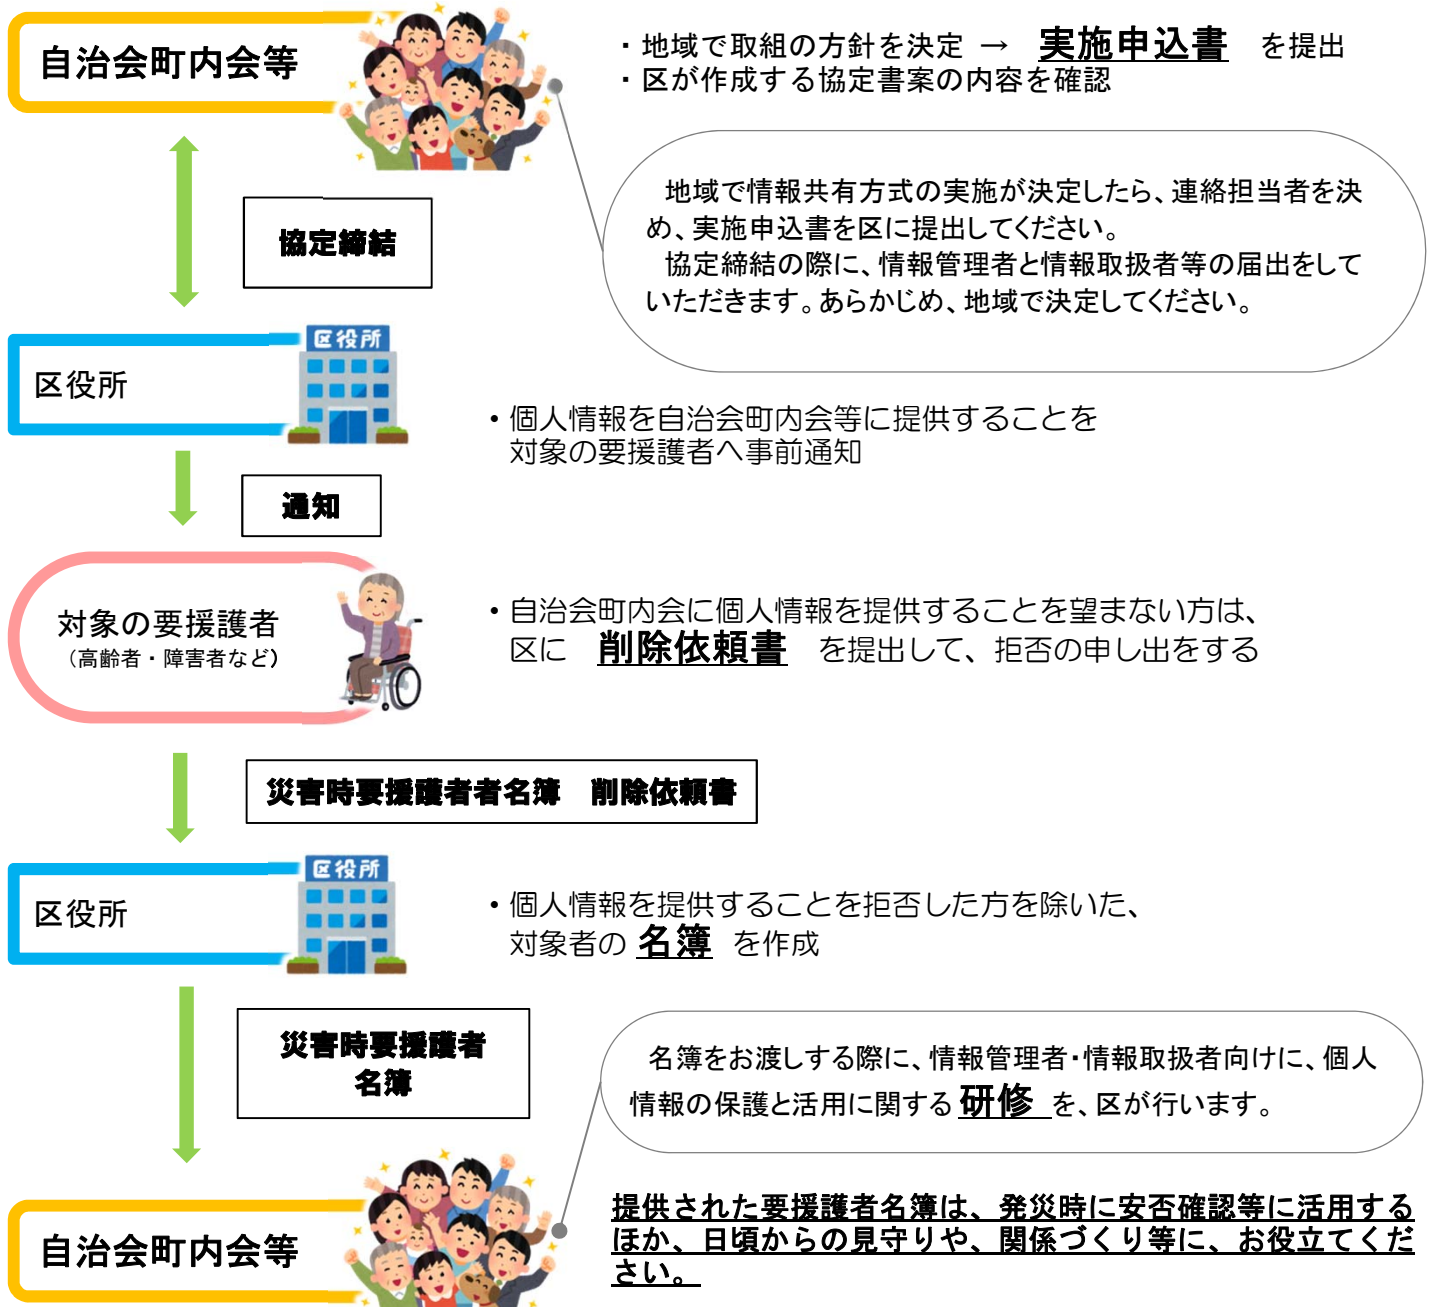 自治会町内会等
・地域で取組の方針を決定 → 実施申込書 を提出
・区が作成する協定書案の内容を確認
地域で情報共有方式の実施が決定したら、連絡担当者を決
め、実施申込書を区に提出してください。
協定締結の際に、情報管理者と情報取扱者等の届出をして
いただきます。あらかじめ、地域で決定してください。
協定締結
区役所
区役所
・個人情報を自治会町内会等に提供することを
対象の要援護者へ事前通知
通知
対象の要援護者
（高齢者・障害者など）
・自治会町内会に個人情報を提供することを望まない方は、
区に 削除依頼書 を提出して、拒否の申し出をする
災害時要援護者者名簿 削除依頼書
区役所
区役所
・個人情報を提供することを拒否した方を除いた、
対象者の 名簿 を作成
災害時要援護者
名簿
名簿をお渡しする際に、情報管理者・情報取扱者向けに、個人
情報の保護と活用に関する 研修 を、区が行います。
自治会町内会等
提供された要援護者名簿は、発災時に安否確認等に活用する
ほか、日頃からの見守りや、関係づくり等に、お役立てくだ
さい。